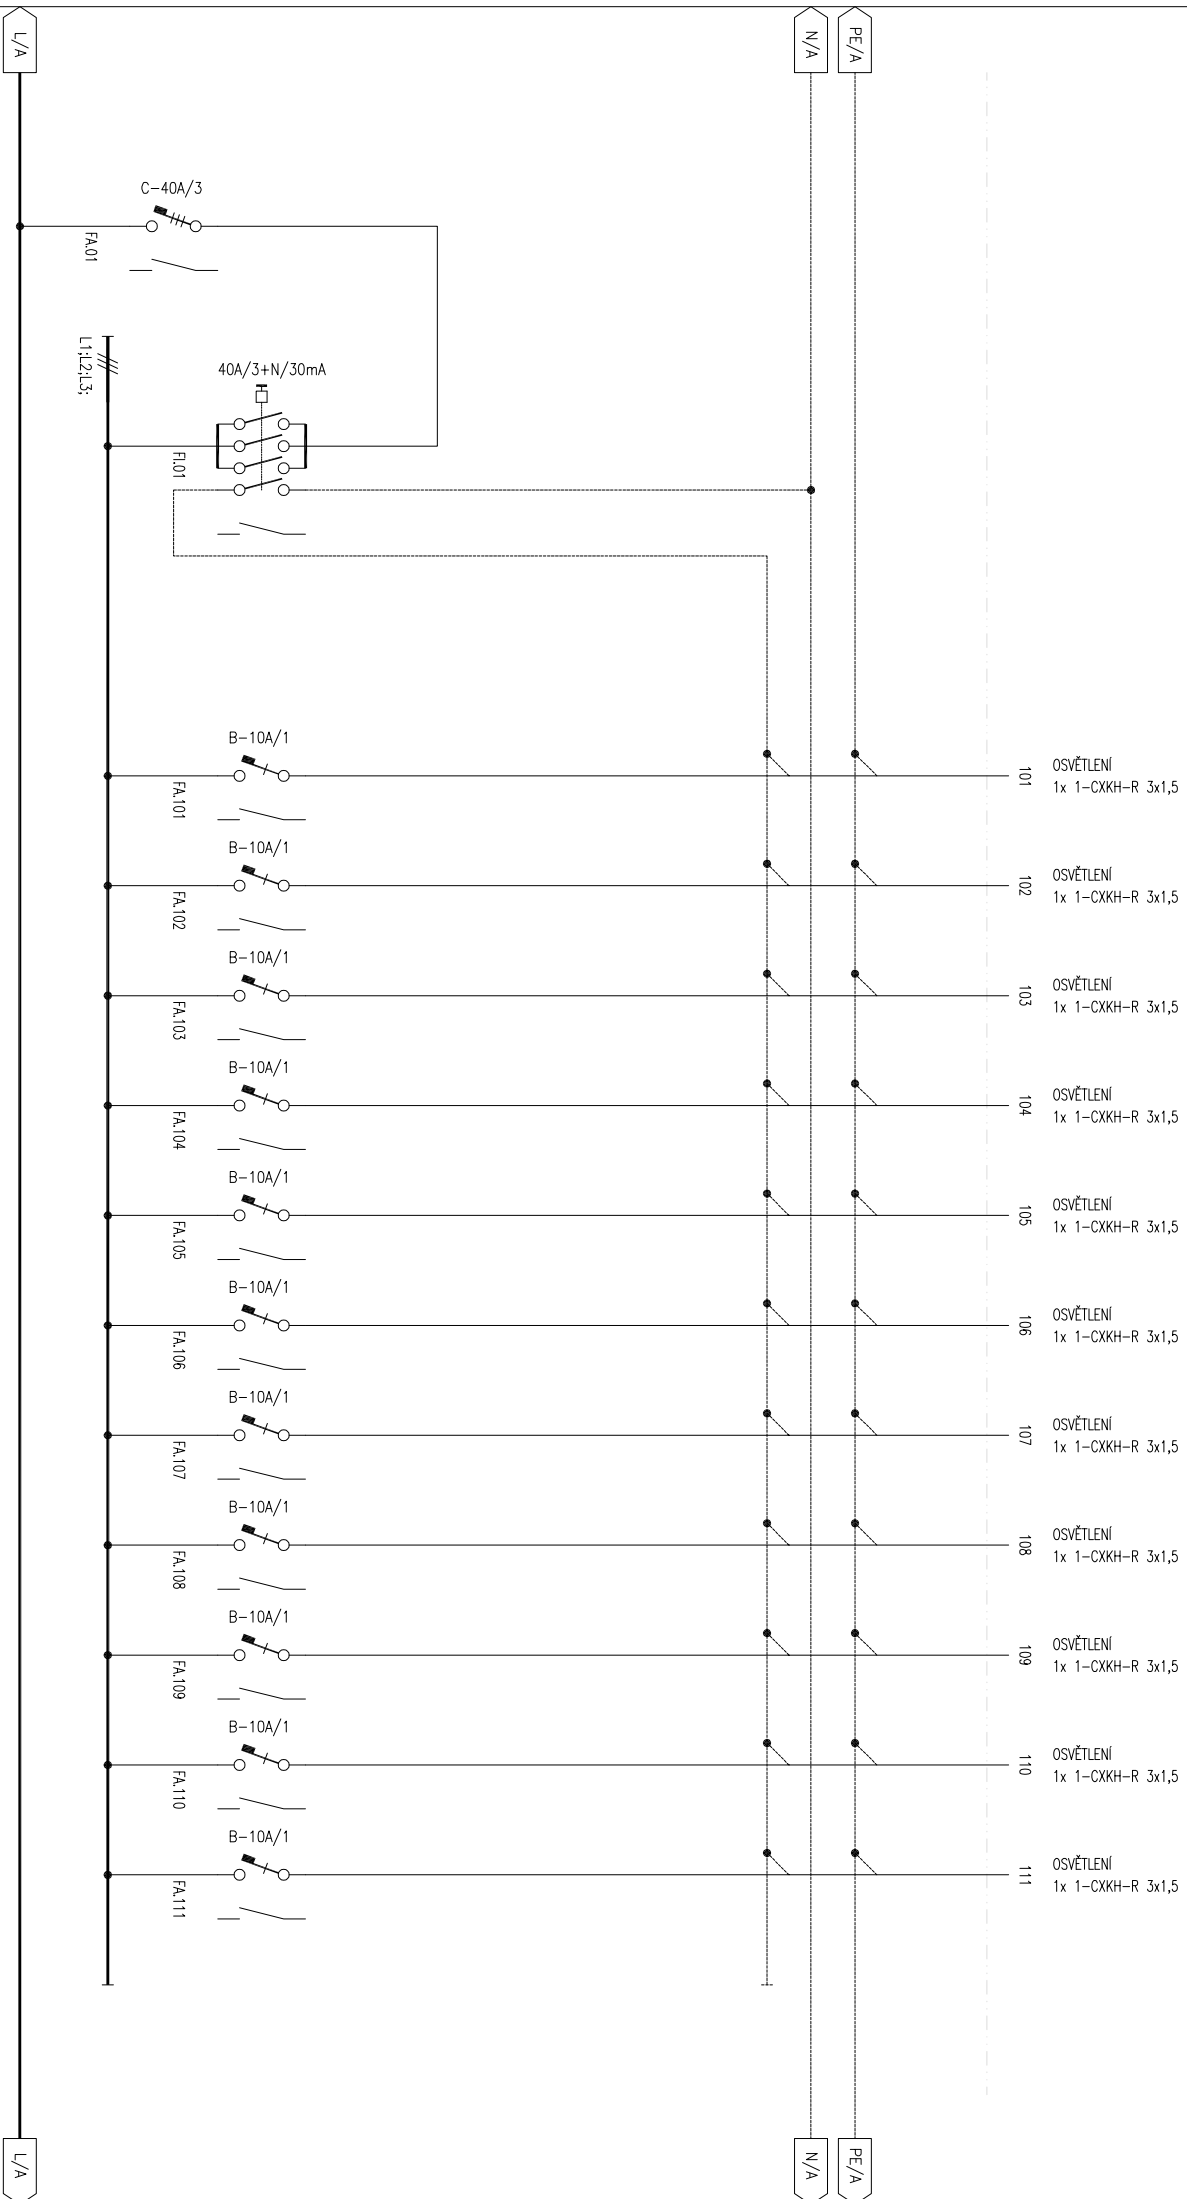 L/A
N/A
PE/A
C-40A/3
FA.01
L1;L2;L3;
40A/3+N/30mA
FI.01
B-10A/1
FA.101
101
OSVĚTLENÍ
1x 1-CXKH-R 3x1,5
B-10A/1
FA.102
102
OSVĚTLENÍ
1x 1-CXKH-R 3x1,5
B-10A/1
FA.103
103
OSVĚTLENÍ
1x 1-CXKH-R 3x1,5
B-10A/1
FA.104
104
OSVĚTLENÍ
1x 1-CXKH-R 3x1,5
B-10A/1
FA.105
105
OSVĚTLENÍ
1x 1-CXKH-R 3x1,5
B-10A/1
FA.106
106
OSVĚTLENÍ
1x 1-CXKH-R 3x1,5
B-10A/1
FA.107
107
OSVĚTLENÍ
1x 1-CXKH-R 3x1,5
B-10A/1
FA.108
108
OSVĚTLENÍ
1x 1-CXKH-R 3x1,5
B-10A/1
FA.109
109
OSVĚTLENÍ
1x 1-CXKH-R 3x1,5
B-10A/1
FA.110
110
OSVĚTLENÍ
1x 1-CXKH-R 3x1,5
B-10A/1
FA.111
111
OSVĚTLENÍ
1x 1-CXKH-R 3x1,5
L/A
N/A
PE/A